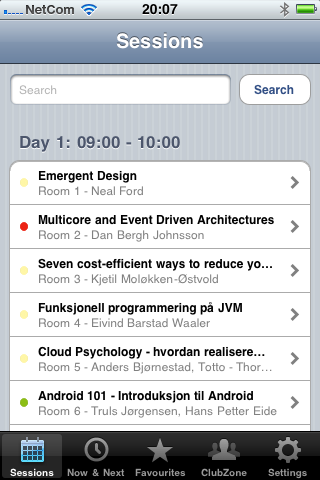 NetCom 20:07
Sessions
Search Search
Day 1: 09:00 - 10:00
Emergent Design
Room 1 - Neal Ford
Multicore and Event Driven Architectures
Room 2 - Dan Bergh Johnsson
Seven cost-efficient ways to reduce yo…
Room 3 - Kjetil Moløkken-Østvold
Funksjonell programmering på JVM
Room 4 - Eivind Barstad Waaler
Cloud Psychology - hvordan realisere…
Room 5 - Anders Bjørnestad, Totto - Thor…
Android 101 - Introduksjon til Android
Room 6 - Truls Jørgensen, Hans Petter Eide
Sessions Now & Next Favourites ClubZone Settings